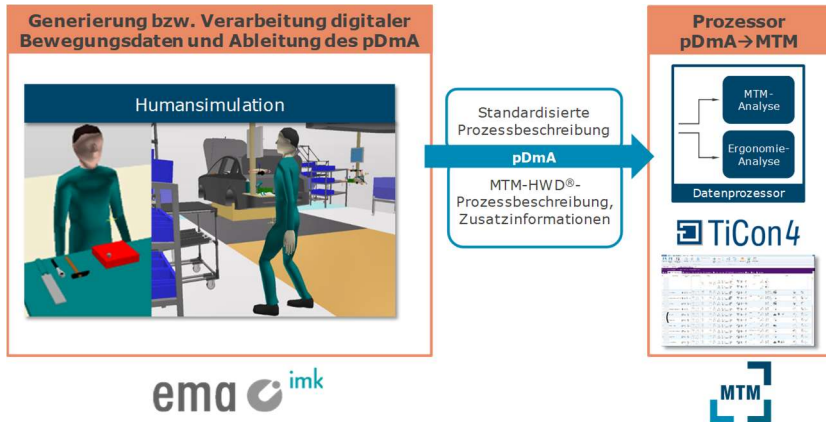 Generierung bzw. Verarbeitung digitaler
Bewegungsdaten und Ableitung des pDmA
Humansimulation
Standardisierte
Prozessbeschreibung
pDmA
MTM-HWD®-
Prozessbeschreibung,
Zusatzinformationen
Prozessor
pDmA→MTM
MTM-
Analyse
Ergonomie-
Analyse
Datenprozessor
TiCon4
ema imk
MTM